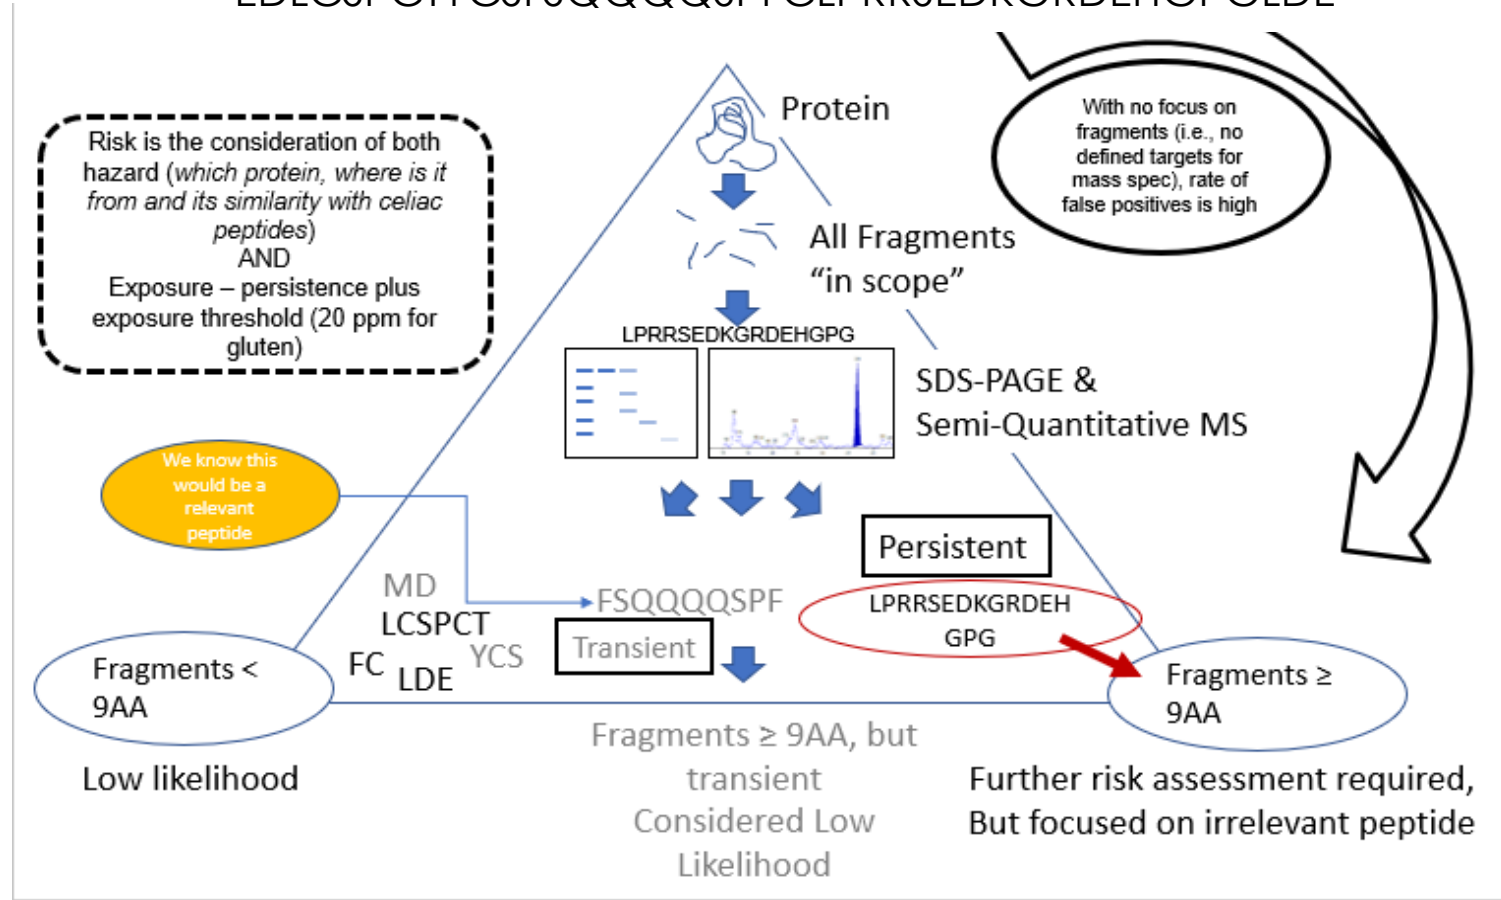 Protein
With no focus on
fragments (i.e., no
defined targets for
mass spec), rate of
false positives is high
Risk is the consideration of both
hazard (which protein, where is it
from and its similarity with celiac
peptides)
AND
Exposure – persistence plus
exposure threshold (20 ppm for
gluten)
All Fragments
“in scope”
LPRRSEDKGRDEHGPG
SDS-PAGE &
Semi-Quantitative MS
We know this
would be a
relevant
peptide
Persistent
MD
LCSPCT
YCS
FC
LDE
FSQQQQSPF
Transient
LPRRSEDKGRDEH
GPG
Fragments <
9AA
Fragments ≥
9AA
Low likelihood
Fragments ≥ 9AA, but
transient
Considered Low
Likelihood
Further risk assessment required,
But focused on irrelevant peptide